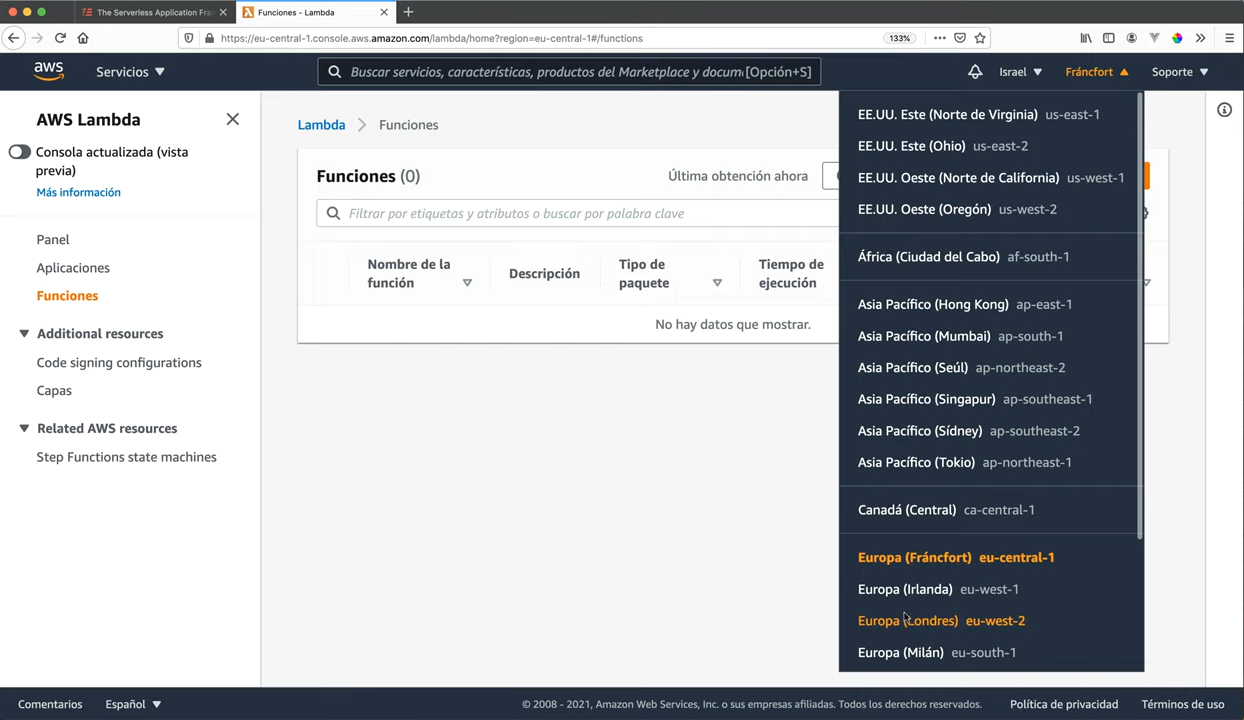 The Serverless Application Fra
Funciones - Lambda
https://eu-central-1.console.aws.amazon.com/lambda/home?region=eu-central-1#/functions
133%
aws
Servicios
Buscar servicios, características, productos del Marketplace y docum [Opción+S]
Israel
Fráncfort
Soporte
AWS Lambda
Consola actualizada (vista
previa)
Más información
Panel
Aplicaciones
Funciones
Additional resources
Code signing configurations
Capas
Related AWS resources
Step Functions state machines
Lambda
Funciones
Funciones (0)
Última obtención ahora
Filtrar por etiquetas y atributos o buscar por palabra clave
Nombre de la
función
Descripción
Tipo de
paquete
Tiempo de
ejecución
No hay datos que mostrar.
EE.UU. Este (Norte de Virginia) us-east-1
EE.UU. Este (Ohio) us-east-2
EE.UU. Oeste (Norte de California) us-west-1
EE.UU. Oeste (Oregón) us-west-2
África (Ciudad del Cabo) af-south-1
Asia Pacífico (Hong Kong) ap-east-1
Asia Pacífico (Mumbai) ap-south-1
Asia Pacífico (Seúl) ap-northeast-2
Asia Pacífico (Singapur) ap-southeast-1
Asia Pacífico (Sídney) ap-southeast-2
Asia Pacífico (Tokio) ap-northeast-1
Canadá (Central) ca-central-1
Europa (Fráncfort) eu-central-1
Europa (Irlanda) eu-west-1
Europa (Londres) eu-west-2
Europa (Milán) eu-south-1
Comentarios
Español
© 2008 - 2021, Amazon Web Services, Inc. o sus empresas afiliadas. Todos los derechos reservados.
Política de privacidad
Términos de uso